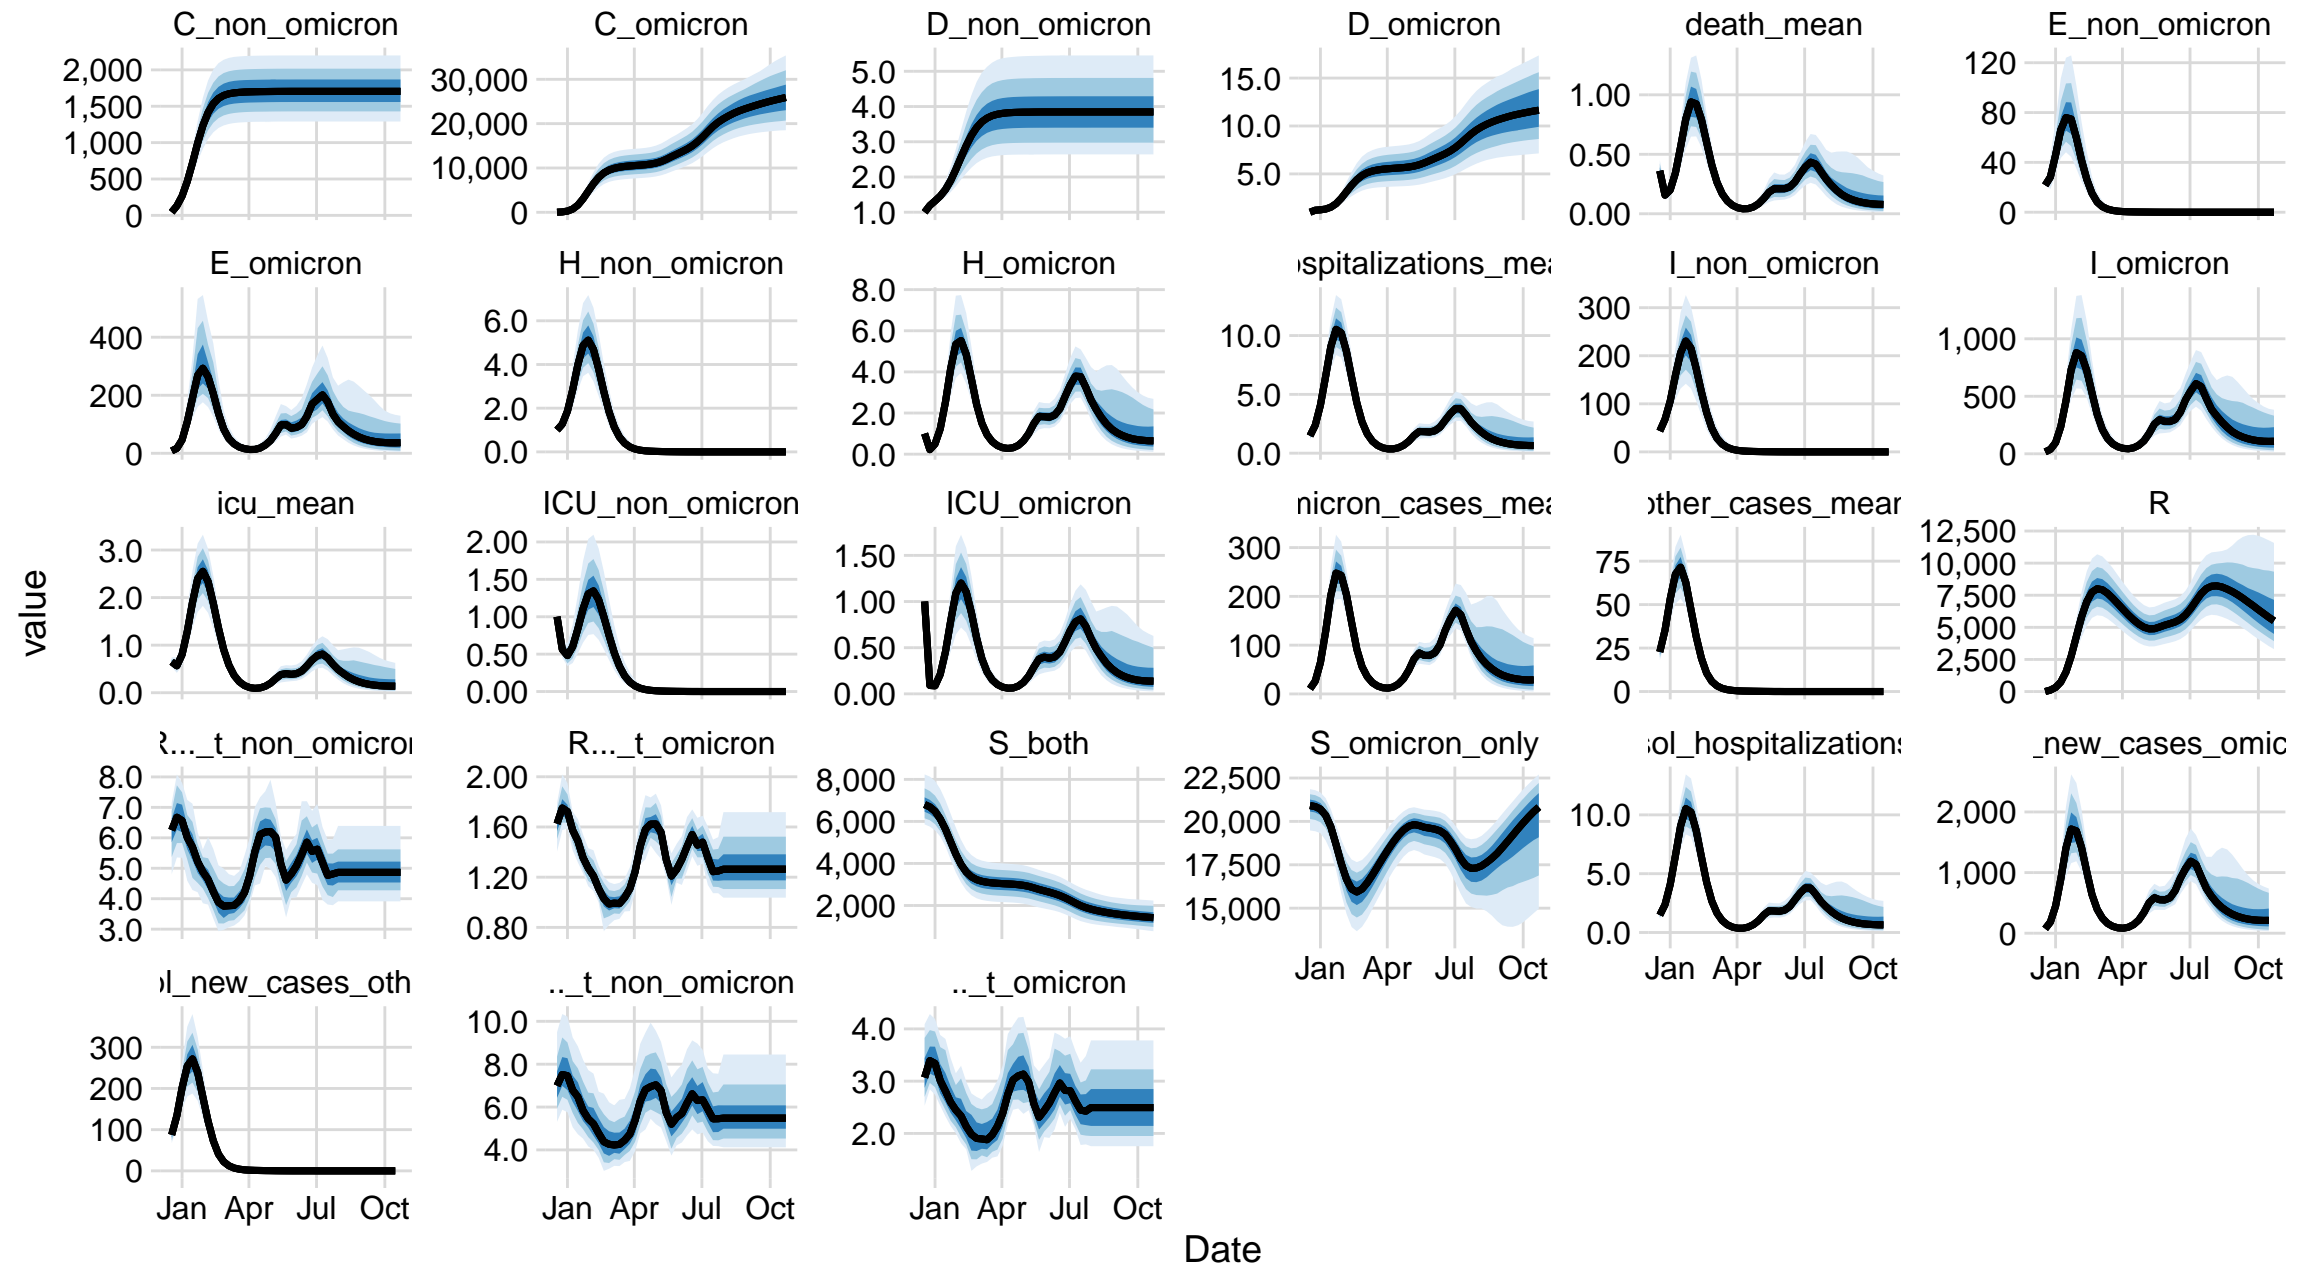 C_non_omicron C_omicron D_non_omicron D_omicron death_mean E_non_omicron
2,000 1,500 1,000 500 0
30,000 20,000 10,000 0
5.0 4.0 3.0 2.0 1.0
15.0 10.0 5.0
1.00 0.50 0.00
120 80 40 0
E_omicron H_non_omicron H_omicron ospitalizations_mea I_non_omicron I_omicron
400 200 0
6.0 4.0 2.0 0.0
8.0 6.0 4.0 2.0 0.0
10.0 5.0 0.0
300 200 100 0
1,000 500 0
icu_mean ICU_non_omicron ICU_omicron micron_cases_mea other_cases_mean R
3.0 2.0 1.0 0.0
2.00 1.50 1.00 0.50 0.00
1.50 1.00 0.50 0.00
300 200 100 0
75 50 25 0
12,500 10,000 7,500 5,000 2,500 0
R..._t_non_omicron R..._t_omicron S_both S_omicron_only sol_hospitalizations _new_cases_omic
8.0 7.0 6.0 5.0 4.0 3.0
2.00 1.60 1.20 0.80
8,000 6,000 4,000 2,000
22,500 20,000 17,500 15,000
10.0 5.0 0.0
2,000 1,000 0
Jan Apr Jul Oct Jan Apr Jul Oct Jan Apr Jul Oct
ol_new_cases_oth .._t_non_omicron .._t_omicron
300 200 100 0
10.0 8.0 6.0 4.0
4.0 3.0 2.0
Jan Apr Jul Oct Jan Apr Jul Oct Jan Apr Jul Oct
value
Date